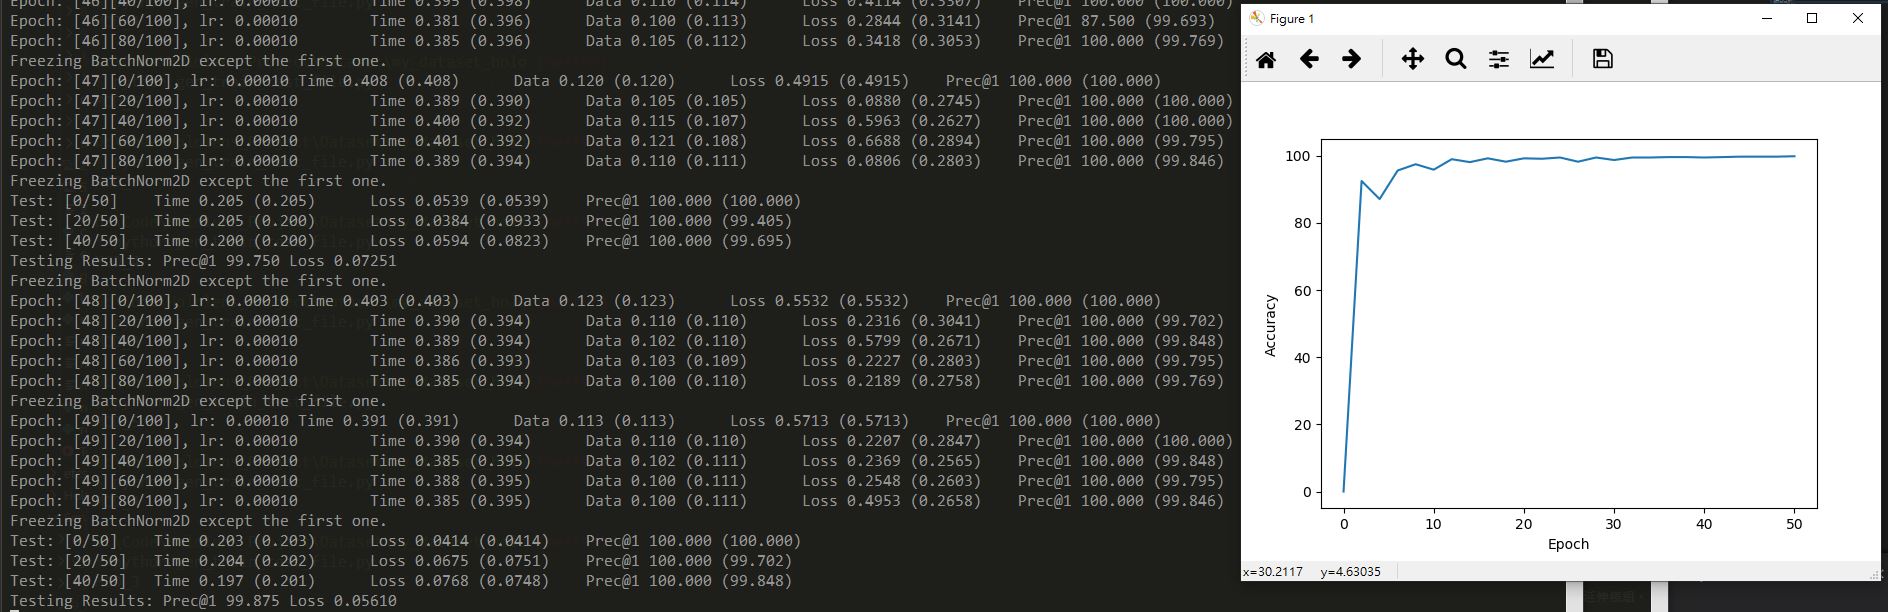 Epoch: [46][40/100], lr: 0.00010 Time 0.395 (0.398) Data 0.110 (0.114) Loss 0.4114 (0.3307) Prec@1 100.000 (100.000)
Epoch: [46][60/100], lr: 0.00010 Time 0.381 (0.396) Data 0.100 (0.113) Loss 0.2844 (0.3141) Prec@1 87.500 (99.693)
Epoch: [46][80/100], lr: 0.00010 Time 0.385 (0.396) Data 0.105 (0.112) Loss 0.3418 (0.3053) Prec@1 100.000 (99.769)
Freezing BatchNorm2D except the first one.
Epoch: [47][0/100], lr: 0.00010 Time 0.408 (0.408) Data 0.120 (0.120) Loss 0.4915 (0.4915) Prec@1 100.000 (100.000)
Epoch: [47][20/100], lr: 0.00010 Time 0.389 (0.390) Data 0.105 (0.105) Loss 0.0880 (0.2745) Prec@1 100.000 (100.000)
Epoch: [47][40/100], lr: 0.00010 Time 0.400 (0.392) Data 0.115 (0.107) Loss 0.5963 (0.2627) Prec@1 100.000 (100.000)
Epoch: [47][60/100], lr: 0.00010 Time 0.401 (0.392) Data 0.121 (0.108) Loss 0.6688 (0.2894) Prec@1 100.000 (99.795)
Epoch: [47][80/100], lr: 0.00010 Time 0.389 (0.394) Data 0.110 (0.111) Loss 0.0806 (0.2803) Prec@1 100.000 (99.846)
Freezing BatchNorm2D except the first one.
Test: [0/50] Time 0.205 (0.205) Loss 0.0539 (0.0539) Prec@1 100.000 (100.000)
Test: [20/50] Time 0.205 (0.200) Loss 0.0384 (0.0933) Prec@1 100.000 (99.405)
Test: [40/50] Time 0.200 (0.200) Loss 0.0594 (0.0823) Prec@1 100.000 (99.695)
Testing Results: Prec@1 99.750 Loss 0.07251
Freezing BatchNorm2D except the first one.
Epoch: [48][0/100], lr: 0.00010 Time 0.403 (0.403) Data 0.123 (0.123) Loss 0.5532 (0.5532) Prec@1 100.000 (100.000)
Epoch: [48][20/100], lr: 0.00010 Time 0.390 (0.394) Data 0.110 (0.110) Loss 0.2316 (0.3041) Prec@1 100.000 (99.702)
Epoch: [48][40/100], lr: 0.00010 Time 0.389 (0.394) Data 0.102 (0.110) Loss 0.5799 (0.2671) Prec@1 100.000 (99.848)
Epoch: [48][60/100], lr: 0.00010 Time 0.386 (0.393) Data 0.103 (0.109) Loss 0.2227 (0.2803) Prec@1 100.000 (99.795)
Epoch: [48][80/100], lr: 0.00010 Time 0.385 (0.394) Data 0.100 (0.110) Loss 0.2189 (0.2758) Prec@1 100.000 (99.769)
Freezing BatchNorm2D except the first one.
Epoch: [49][0/100], lr: 0.00010 Time 0.391 (0.391) Data 0.113 (0.113) Loss 0.5713 (0.5713) Prec@1 100.000 (100.000)
Epoch: [49][20/100], lr: 0.00010 Time 0.390 (0.394) Data 0.110 (0.110) Loss 0.2207 (0.2847) Prec@1 100.000 (100.000)
Epoch: [49][40/100], lr: 0.00010 Time 0.385 (0.395) Data 0.102 (0.111) Loss 0.2369 (0.2565) Prec@1 100.000 (99.848)
Epoch: [49][60/100], lr: 0.00010 Time 0.388 (0.395) Data 0.100 (0.111) Loss 0.2548 (0.2603) Prec@1 100.000 (99.795)
Epoch: [49][80/100], lr: 0.00010 Time 0.385 (0.395) Data 0.100 (0.111) Loss 0.4953 (0.2658) Prec@1 100.000 (99.846)
Freezing BatchNorm2D except the first one.
Test: [0/50] Time 0.203 (0.203) Loss 0.0414 (0.0414) Prec@1 100.000 (100.000)
Test: [20/50] Time 0.204 (0.202) Loss 0.0675 (0.0751) Prec@1 100.000 (99.702)
Test: [40/50] Time 0.197 (0.201) Loss 0.0768 (0.0748) Prec@1 100.000 (99.848)
Testing Results: Prec@1 99.875 Loss 0.05610
Figure 1
100
80
60
40
20
0
Accuracy
0 10 20 30 40 50
Epoch
x=30.2117 y=4.63035